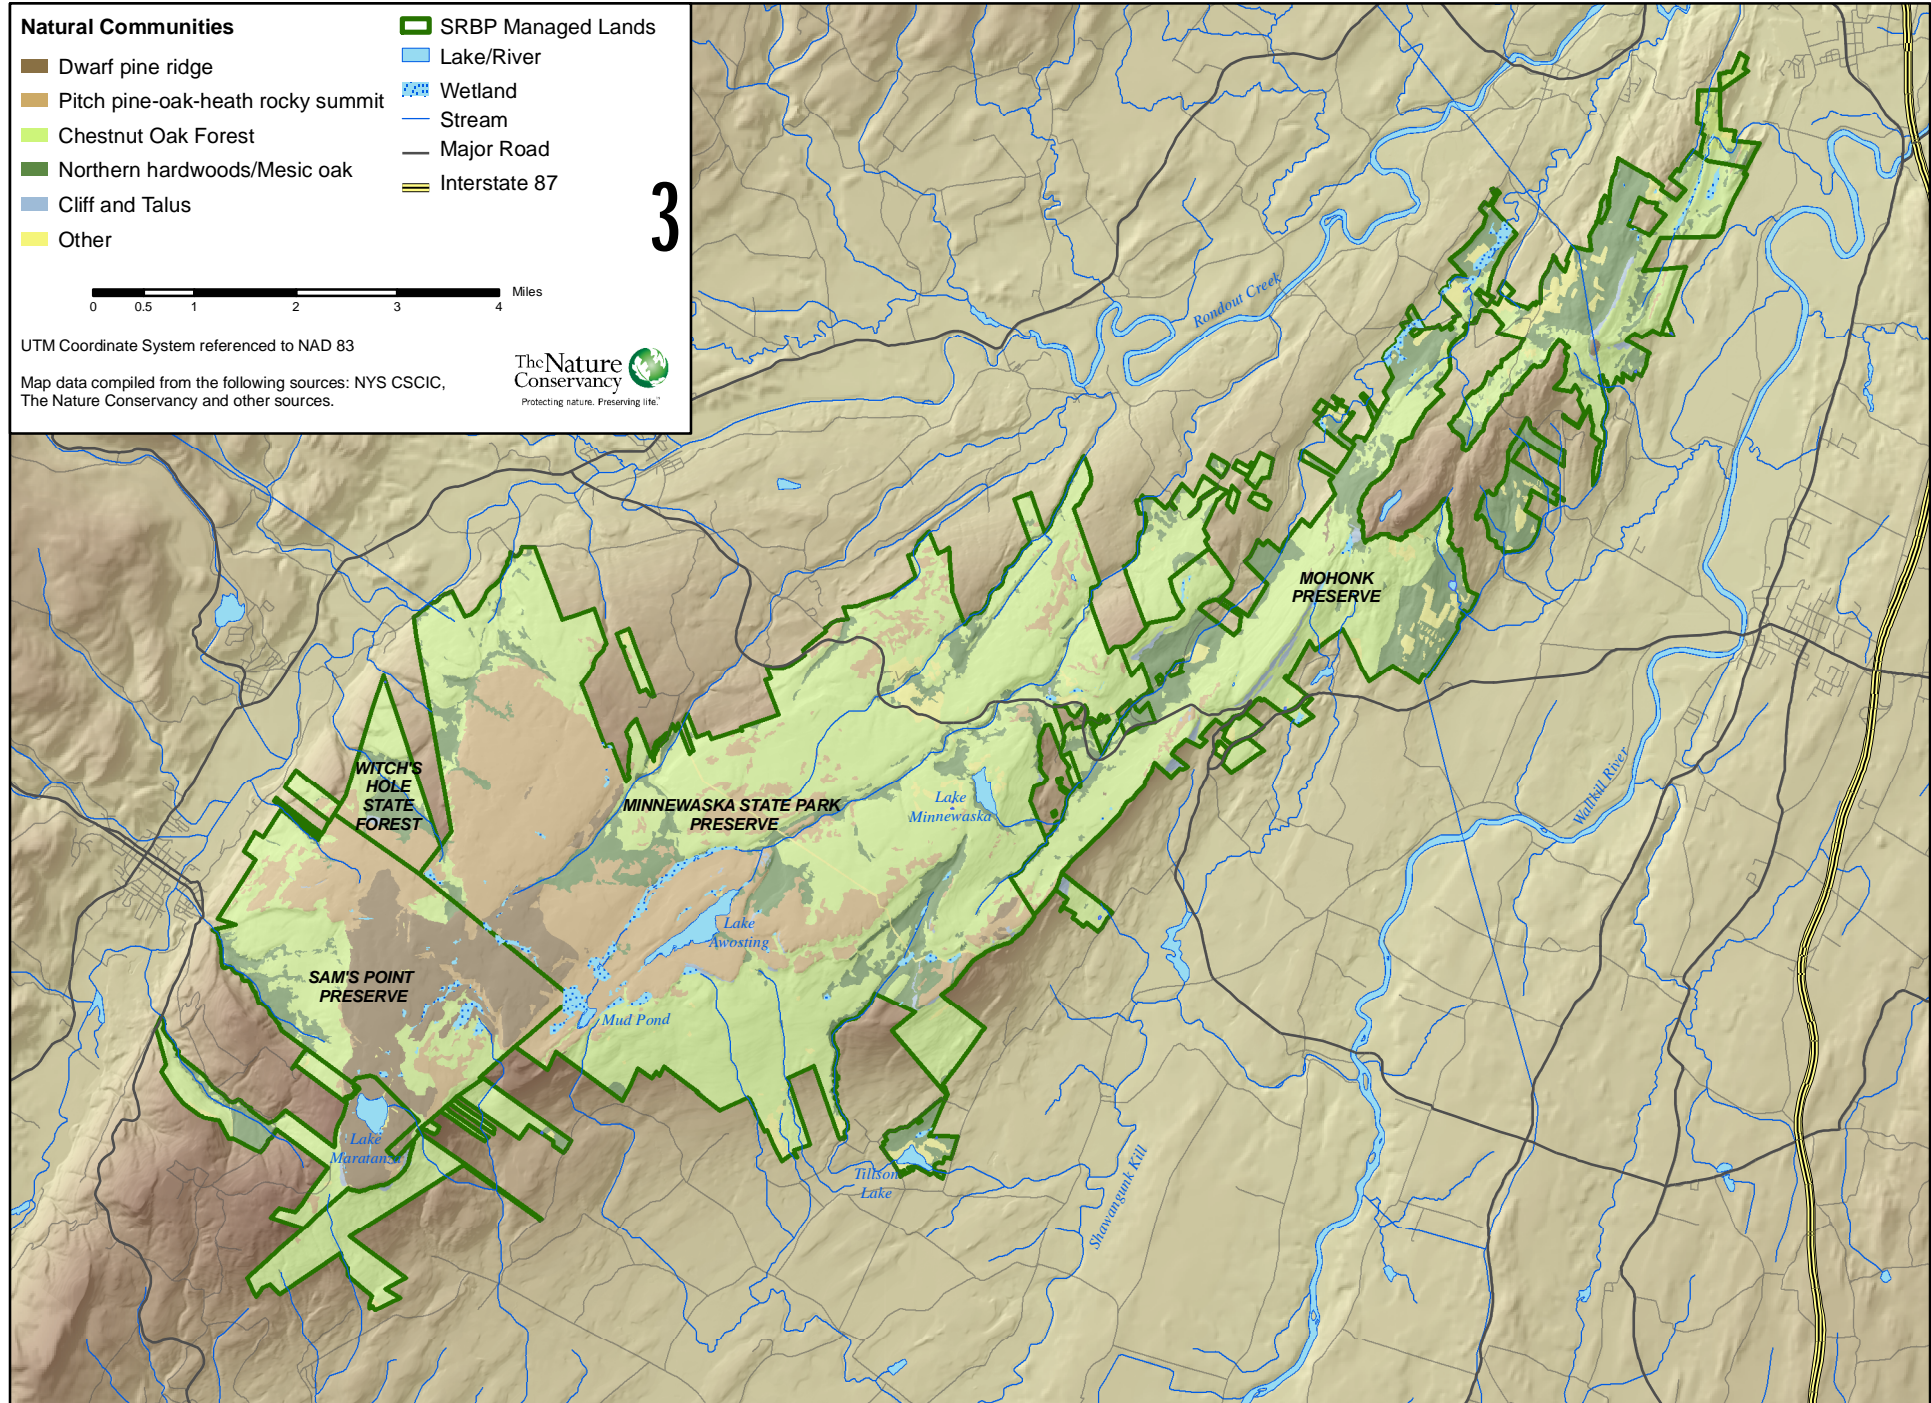 Natural Communities
Dwarf pine ridge
Pitch pine-oak-heath rocky summit
Chestnut Oak Forest
Northern hardwoods/Mesic oak
Cliff and Talus
Other
SRBP Managed Lands
Lake/River
Wetland
Stream
Major Road
Interstate 87
3
0 0.5 1 2 3 4 Miles
UTM Coordinate System referenced to NAD 83
Map data compiled from the following sources: NYS CSCIC,
The Nature Conservancy and other sources.
The Nature
Conservancy
Protecting nature. Preserving life.™
Rondout Creek
MOHONK
PRESERVE
WITCH'S
HOLE
STATE
FOREST
MINNEWASKA STATE PARK
PRESERVE
Lake
Minnewaska
Wallkill River
Lake
Awosting
SAM'S POINT
PRESERVE
Mud Pond
Lake
Maratanza
Tillson
Lake
Shawangunk Kill